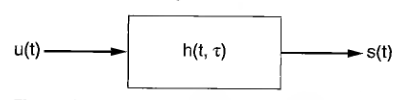 u(t) h(t, τ) s(t)